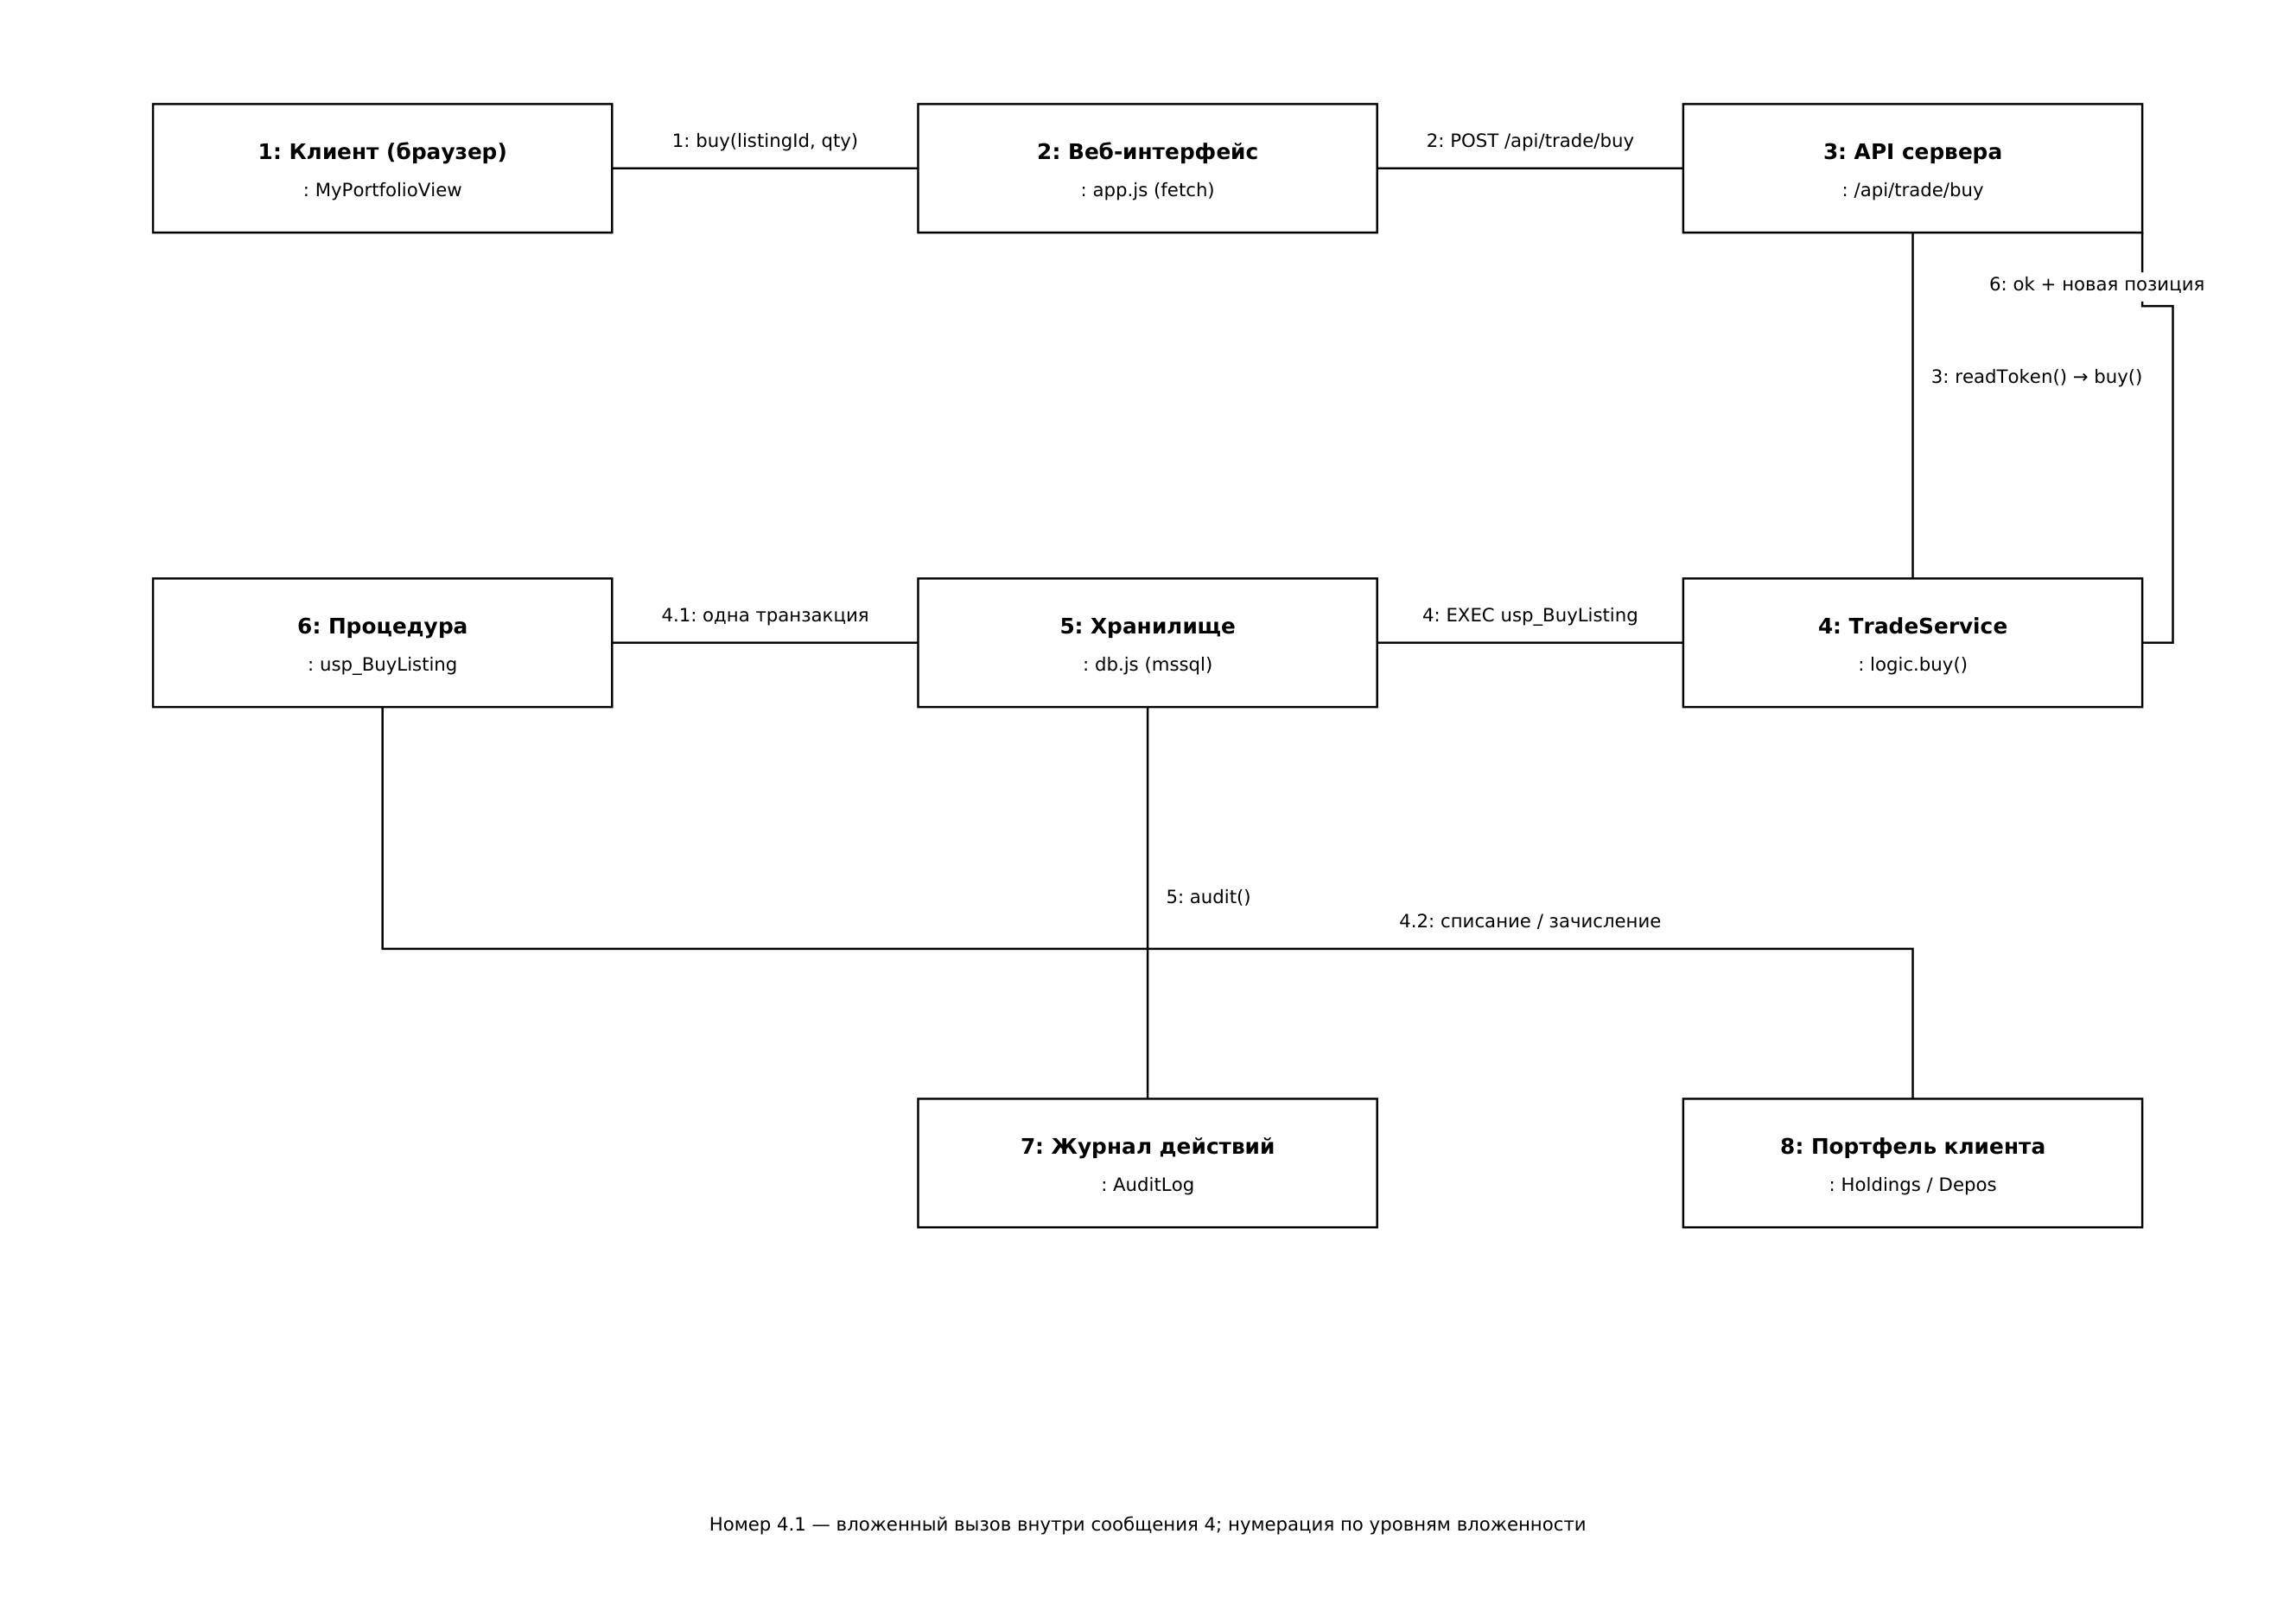 1: Клиент (браузер)
: MyPortfolioView
1: buy(listingId, qty)
2: Веб-интерфейс
: app.js (fetch)
2: POST /api/trade/buy
3: API сервера
: /api/trade/buy
6: ok + новая позиция
3: readToken() → buy()
6: Процедура
: usp_BuyListing
4.1: одна транзакция
5: Хранилище
: db.js (mssql)
4: EXEC usp_BuyListing
4: TradeService
: logic.buy()
5: audit()
4.2: списание / зачисление
7: Журнал действий
: AuditLog
8: Портфель клиента
: Holdings / Depos
Номер 4.1 — вложенный вызов внутри сообщения 4; нумерация по уровням вложенности